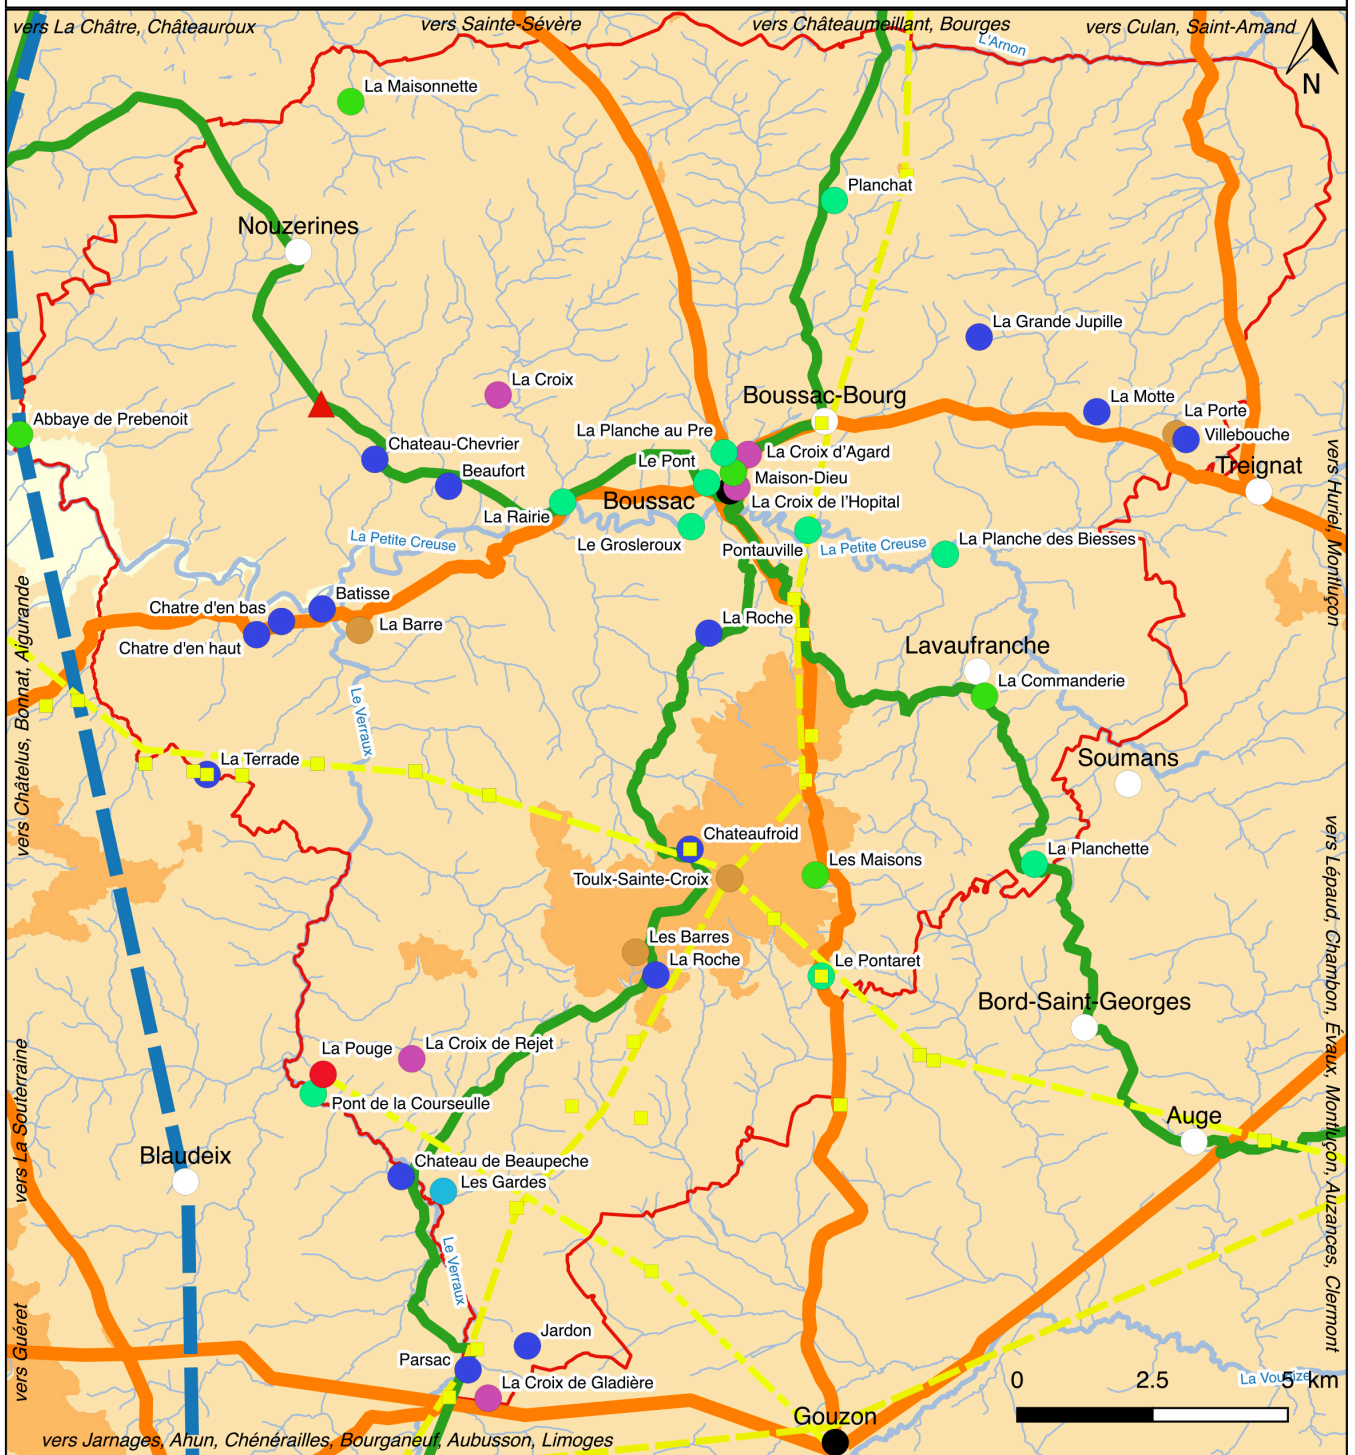 vers La Châtre, Châteauroux
vers Sainte-Sévère
vers Châteaumeillant, Bourges
vers Culan, Saint-Amand
L'Arnon
N
La Maisonnette
Planchat
Nouzerines
La Grande Jupille
La Croix
Boussac-Bourg
La Motte
La Porte
Abbaye de Prebenoit
La Planche au Pre
Villebouche
Chateau-Chevrier
La Croix d'Agard
Le Pont
Treignat
Beaufort
Maison-Dieu
Boussac
La Croix de l'Hopital
La Rairie
Le Grosleroux
La Petite Creuse
Pontauville
La Petite Creuse
La Planche des Biesses
vers Huriel, Montluçon
Batisse
Chatre d'en bas
La Barre
La Roche
Chatre d'en haut
Lavaufranche
La Commanderie
vers Châtelus, Bonnat, Aigurande
Le Verraux
La Terrade
Soumans
Chateaufroid
La Planchette
Les Maisons
Toulx-Sainte-Croix
Les Barres
La Roche
Le Pontaret
Bord-Saint-Georges
La Croix de Rejet
La Pouge
Pont de la Courseulle
vers La Souterraine
vers Lépaud, Chambon, Évaux, Montluçon, Auzances, Clermont
Auge
Blaudeix
Chateau de Beaupeche
Les Gardes
Le Verraux
Jardon
Parsac
vers Guéret
La Croix de Gladière
0 2.5 5 km
La Voueize
Gouzon
vers Jarnages, Ahun, Chénérailles, Bourganeuf, Aubusson, Limoges